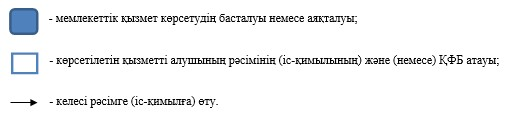 - мемлекеттік қызмет көрсетудің басталуы немесе аяқталуы;
- көрсетілетін қызметті алушының рәсімінің (іс-қимылының) және (немесе) ҚФБ атауы;
- келесі рәсімге (іс-қимылға) өту.